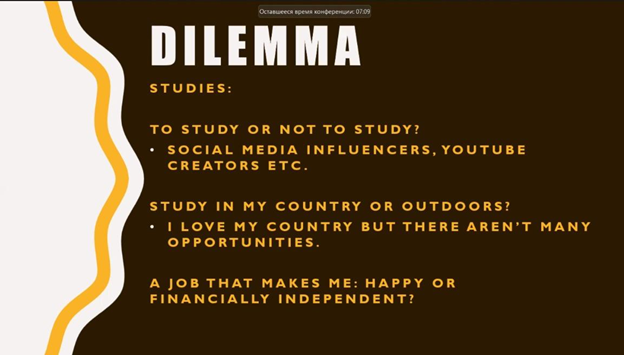 Оставшееся время конференции: 07:09
DILEMMA
STUDIES:
TO STUDY OR NOT TO STUDY?
• SOCIAL MEDIA INFLUENCERS, YOUTUBE
CREATORS ETC.
STUDY IN MY COUNTRY OR OUTDOORS?
• I LOVE MY COUNTRY BUT THERE AREN'T MANY
OPPORTUNITIES.
A JOB THAT MAKES ME: HAPPY OR
FINANCIALLY INDEPENDENT?